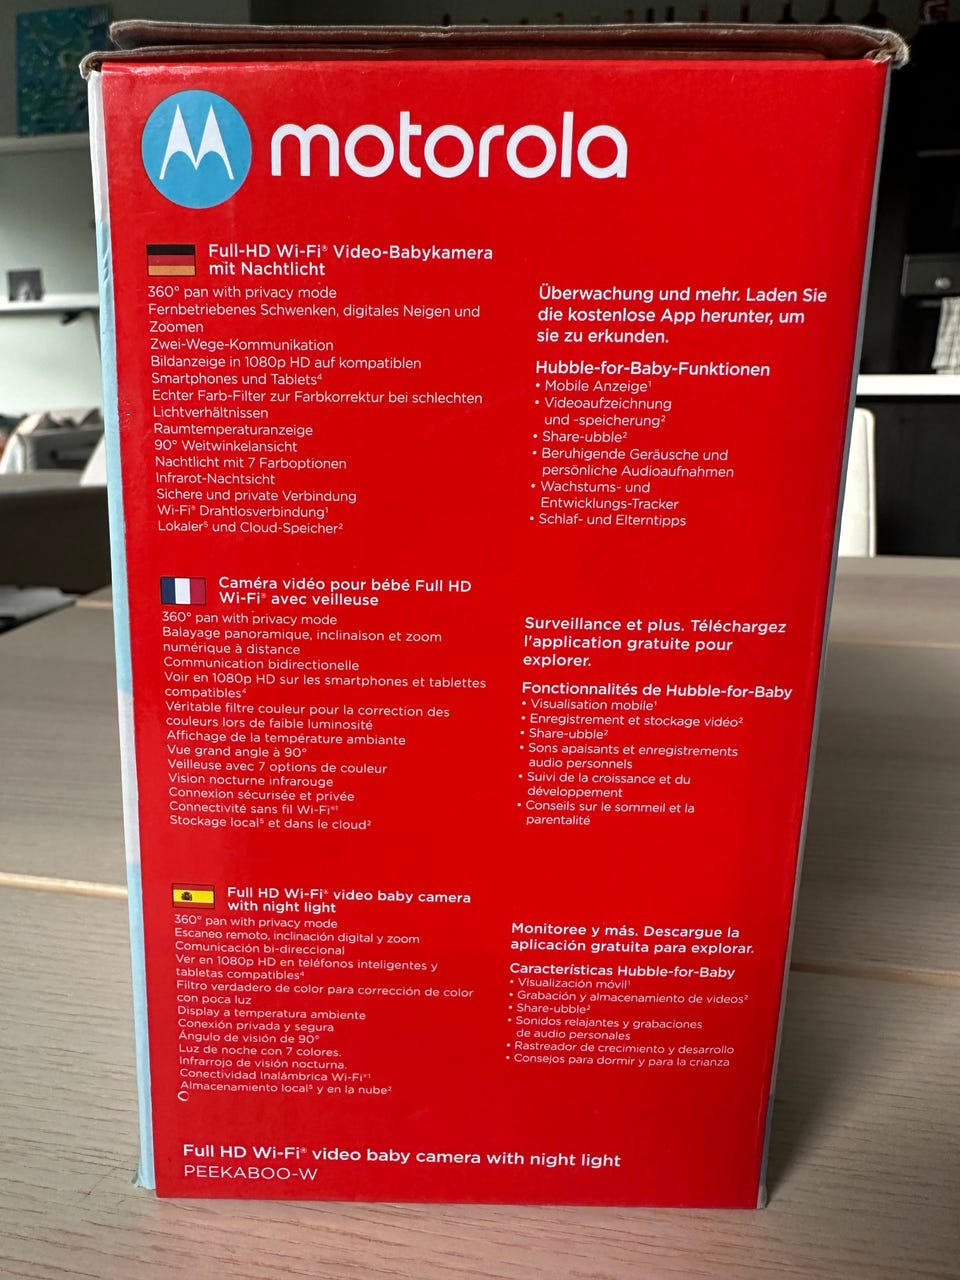 motorola
Full-HD Wi-Fi® Video-Babykamera
mit Nachtlicht
360° pan with privacy mode
Fernbetriebenes Schwenken, digitales Neigen und
Zoomen
Zwei-Wege-Kommunikation
Bildanzeige in 1080p HD auf kompatiblen
Smartphones und Tablets⁴
Echter Farb-Filter zur Farbkorrektur bei schlechten
Lichtverhältnissen
Raumtemperaturanzeige
90° Weitwinkelansicht
Nachtlicht mit 7 Farboptionen
Infrarot-Nachtsicht
Sichere und private Verbindung
Wi-Fi® Drahtlosverbindung¹
Lokaler⁵ und Cloud-Speicher²
Überwachung und mehr. Laden Sie
die kostenlose App herunter, um
sie zu erkunden.
Hubble-for-Baby-Funktionen
• Mobile Anzeige¹
• Videoaufzeichnung
und -speicherung²
• Share-ubble²
• Beruhigende Geräusche und
persönliche Audioaufnahmen
• Wachstums- und
Entwicklungs-Tracker
• Schlaf- und Elterntipps
Caméra vidéo pour bébé Full HD
Wi-Fi® avec veilleuse
360° pan with privacy mode
Balayage panoramique, inclinaison et zoom
numérique à distance
Communication bidirectionelle
Voir en 1080p HD sur les smartphones et tablettes
compatibles⁴
Véritable filtre couleur pour la correction des
couleurs lors de faible luminosité
Affichage de la température ambiante
Vue grand angle à 90°
Veilleuse avec 7 options de couleur
Vision nocturne infrarouge
Connexion sécurisée et privée
Connectivité sans fil Wi-Fi®¹
Stockage local⁵ et dans le cloud²
Surveillance et plus. Téléchargez
l'application gratuite pour
explorer.
Fonctionnalités de Hubble-for-Baby
• Visualisation mobile¹
• Enregistrement et stockage vidéo²
• Share-ubble²
• Sons apaisants et enregistrements
audio personnels
• Suivi de la croissance et du
développement
• Conseils sur le sommeil et la
parentalité
Full HD Wi-Fi® video baby camera
with night light
360° pan with privacy mode
Escaneo remoto, inclinación digital y zoom
Comunicación bi-direccional
Ver en 1080p HD en teléfonos inteligentes y
tabletas compatibles⁴
Filtro verdadero de color para corrección de color
con poca luz
Display a temperatura ambiente
Conexión privada y segura
Ángulo de visión de 90°
Luz de noche con 7 colores.
Infrarrojo de visión nocturna.
Conectividad Inalámbrica Wi-Fi®¹
Almacenamiento local⁵ y en la nube²
Monitoree y más. Descargue la
aplicación gratuita para explorar.
Características Hubble-for-Baby
• Visualización móvil¹
• Grabación y almacenamiento de videos²
• Share-ubble²
• Sonidos relajantes y grabaciones
de audio personales
• Rastreador de crecimiento y desarrollo
• Consejos para dormir y para la crianza
Full HD Wi-Fi® video baby camera with night light
PEEKABOO-W